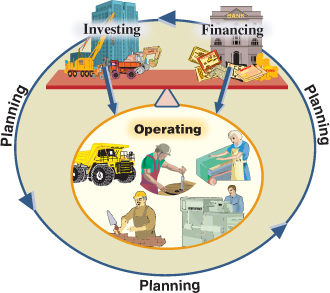 Investing
Financing
BANK
Planning
Planning
Operating
Planning